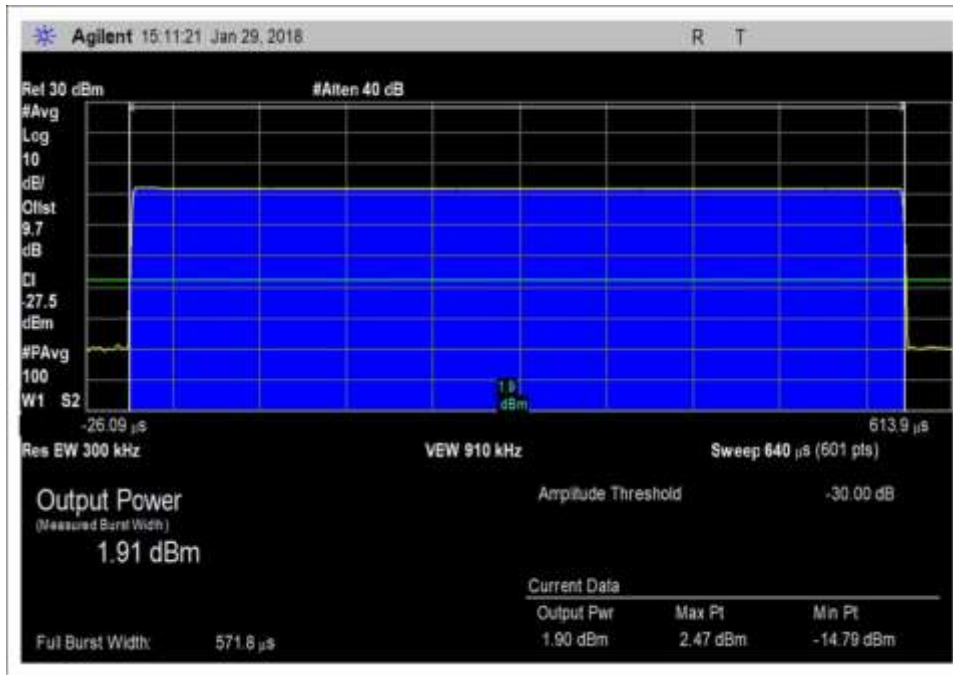 Agilent 15:11:21 Jan 29, 2018 R T
Ref 30 dBm #Atten 40 dB
#Avg
Log
10
dB/
Offst
9.7
dB
DI
-27.5
dBm
#PAvg
100
W1 S2
1.9
dBm
-26.09 µs 613.9 µs
Res BW 300 kHz VBW 910 kHz Sweep 640 µs (601 pts)
Output Power Amplitude Threshold -30.00 dB
(Measured Burst Width)
1.91 dBm
Current Data
Output Pwr Max Pt Min Pt
Full Burst Width: 571.8 µs 1.90 dBm 2.47 dBm -14.79 dBm